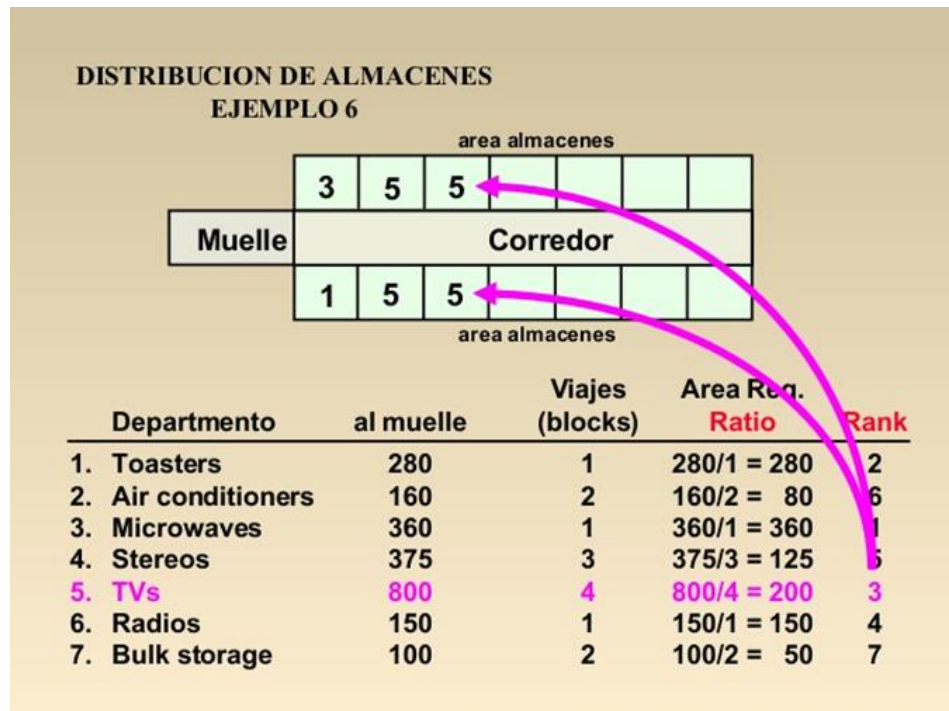 DISTRIBUCION DE ALMACENES
EJEMPLO 6
area almacenes
3 5 5
Muelle Corredor
1 5 5
area almacenes
Viajes Area Req.
Departmento al muelle (blocks) Ratio Rank
1. Toasters 280 1 280/1 = 280 2
2. Air conditioners 160 2 160/2 = 80 6
3. Microwaves 360 1 360/1 = 360 1
4. Stereos 375 3 375/3 = 125 5
5. TVs 800 4 800/4 = 200 3
6. Radios 150 1 150/1 = 150 4
7. Bulk storage 100 2 100/2 = 50 7